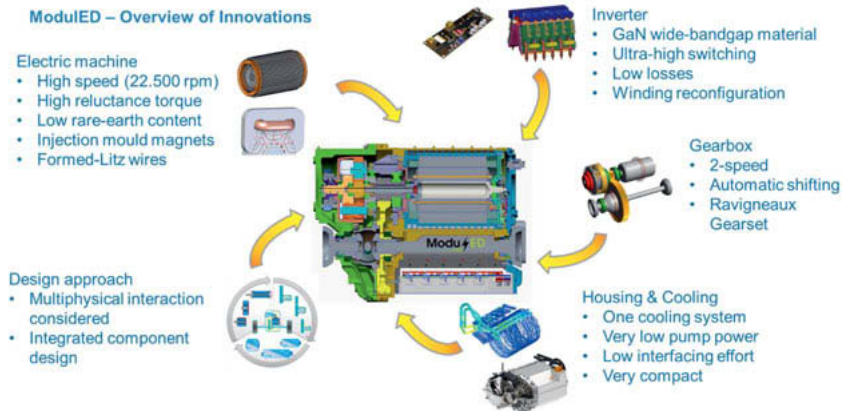 ModulED – Overview of Innovations
Electric machine
• High speed (22.500 rpm)
• High reluctance torque
• Low rare-earth content
• Injection mould magnets
• Formed-Litz wires
Inverter
• GaN wide-bandgap material
• Ultra-high switching
• Low losses
• Winding reconfiguration
Gearbox
• 2-speed
• Automatic shifting
• Ravigneaux
Gearset
ModulED
Design approach
• Multiphysical interaction
considered
• Integrated component
design
Housing & Cooling
• One cooling system
• Very low pump power
• Low interfacing effort
• Very compact